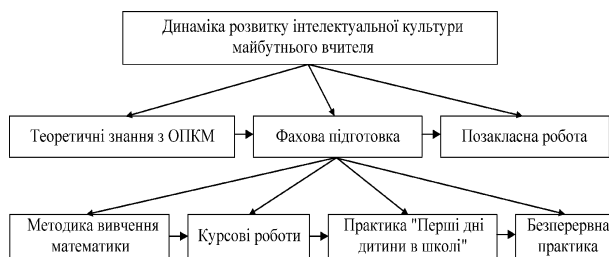 Динаміка розвитку інтелектуальної культури
майбутнього вчителя
Теоретичні знання з ОПКМ
Фахова підготовка
Позакласна робота
Методика вивчення
математики
Курсові роботи
Практика "Перші дні
дитини в школі"
Безперервна
практика